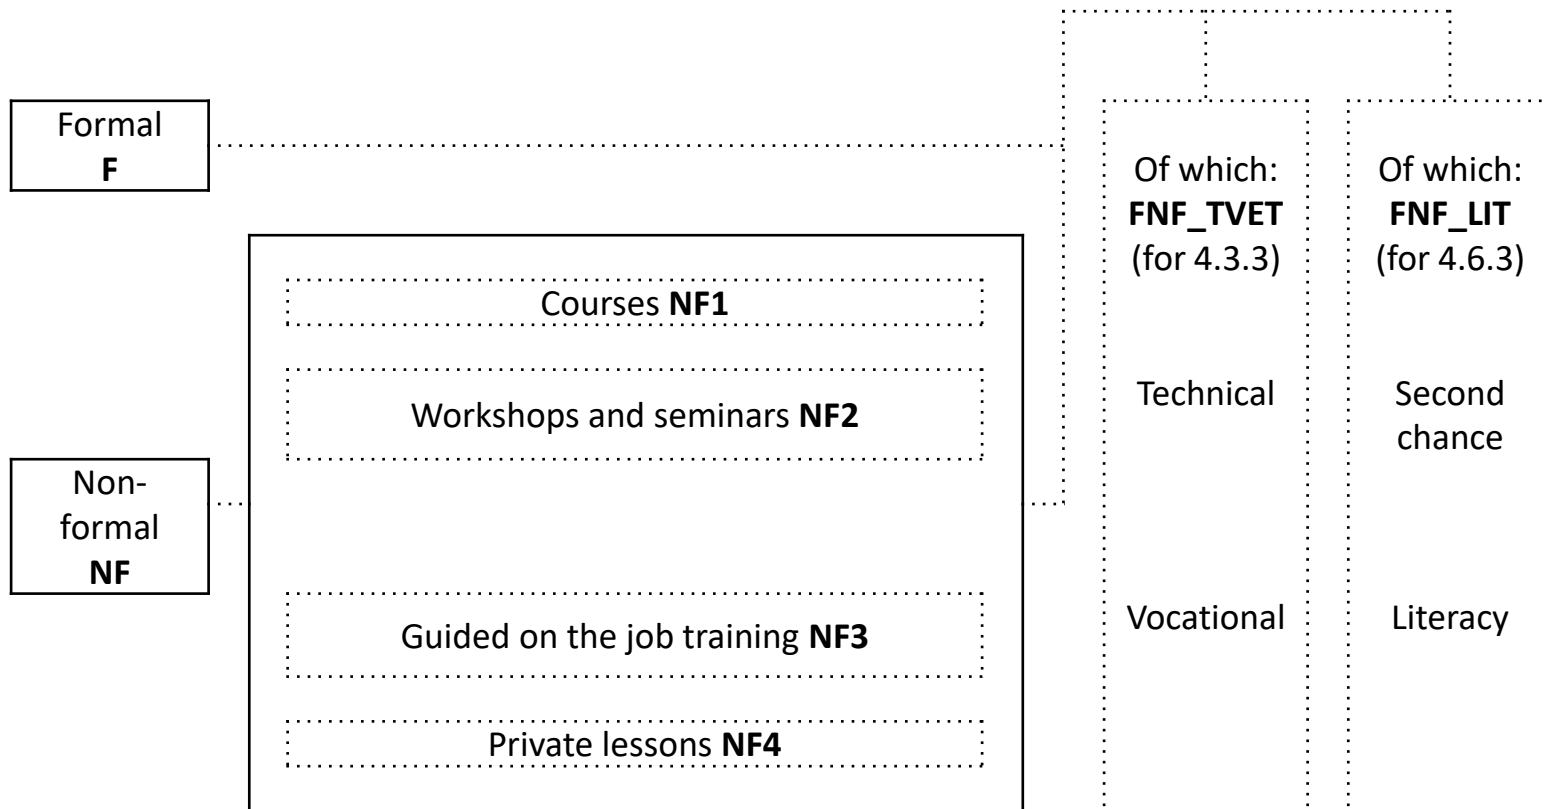 Formal
F
Non-
formal
NF
Courses NF1
Workshops and seminars NF2
Guided on the job training NF3
Private lessons NF4
Of which:
FNF_TVET
(for 4.3.3)
Technical
Vocational
Of which:
FNF_LIT
(for 4.6.3)
Second
chance
Literacy